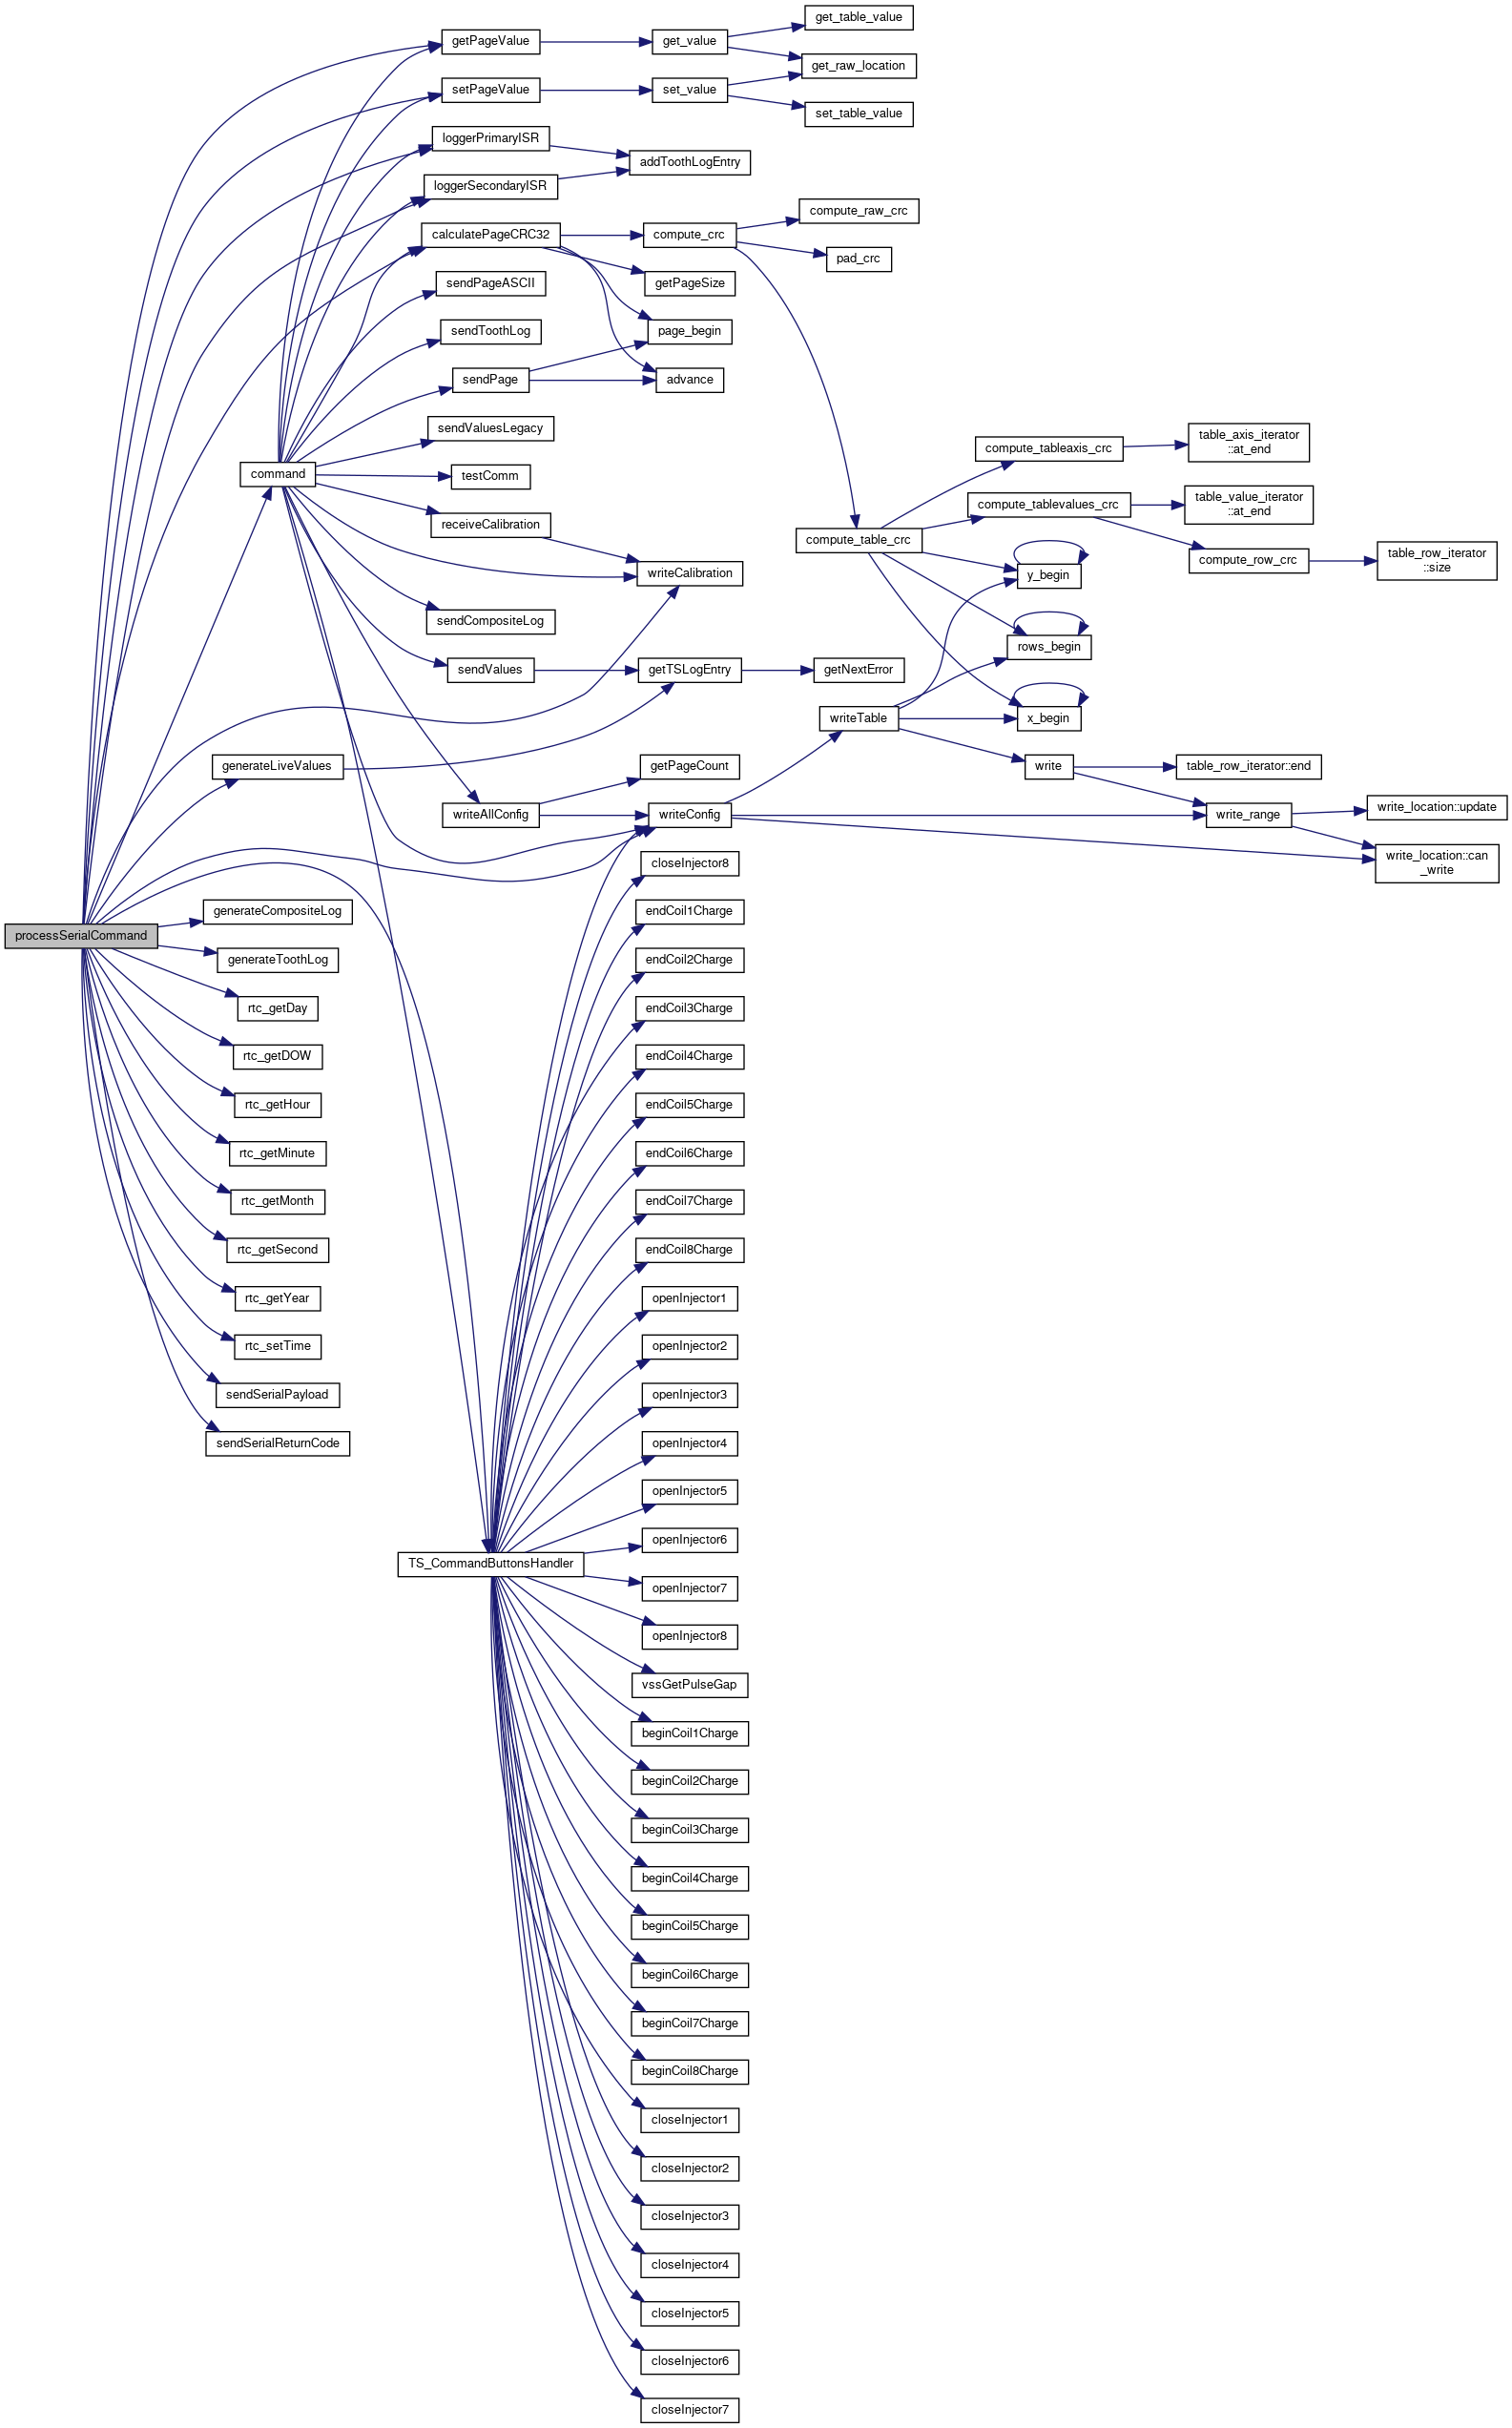 processSerialCommand
command
generateLiveValues
generateCompositeLog
generateToothLog
rtc_getDay
rtc_getDOW
rtc_getHour
rtc_getMinute
rtc_getMonth
rtc_getSecond
rtc_getYear
rtc_setTime
sendSerialPayload
sendSerialReturnCode
getPageValue
setPageValue
loggerPrimaryISR
loggerSecondaryISR
calculatePageCRC32
sendPageASCII
sendToothLog
sendPage
sendValuesLegacy
testComm
receiveCalibration
sendCompositeLog
sendValues
writeAllConfig
TS_CommandButtonsHandler
get_value
set_value
addToothLogEntry
compute_crc
getPageSize
page_begin
advance
writeCalibration
getTSLogEntry
getPageCount
writeConfig
closeInjector8
endCoil1Charge
endCoil2Charge
endCoil3Charge
endCoil4Charge
endCoil5Charge
endCoil6Charge
endCoil7Charge
endCoil8Charge
openInjector1
openInjector2
openInjector3
openInjector4
openInjector5
openInjector6
openInjector7
openInjector8
vssGetPulseGap
beginCoil1Charge
beginCoil2Charge
beginCoil3Charge
beginCoil4Charge
beginCoil5Charge
beginCoil6Charge
beginCoil7Charge
beginCoil8Charge
closeInjector1
closeInjector2
closeInjector3
closeInjector4
closeInjector5
closeInjector6
closeInjector7
get_table_value
get_raw_location
set_table_value
compute_raw_crc
pad_crc
compute_table_crc
getNextError
writeTable
compute_tableaxis_crc
compute_tablevalues_crc
y_begin
rows_begin
x_begin
write
table_axis_iterator
::at_end
table_value_iterator
::at_end
compute_row_crc
table_row_iterator::end
write_range
table_row_iterator
::size
write_location::update
write_location::can
_write